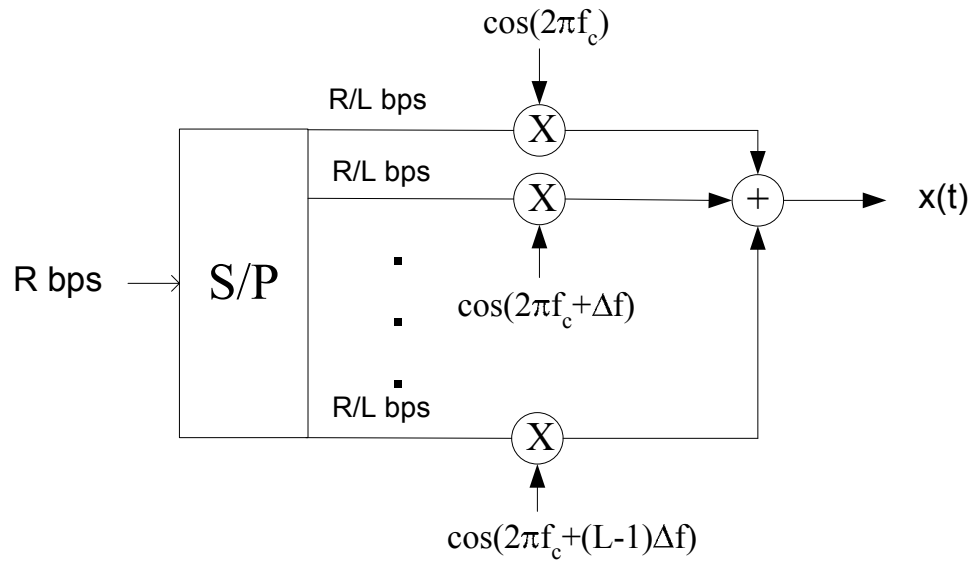 cos(2πf_c)
R/L bps
X
R/L bps
X
+
x(t)
R bps
S/P
cos(2πf_c+Δf)
R/L bps
X
cos(2πf_c+(L-1)Δf)